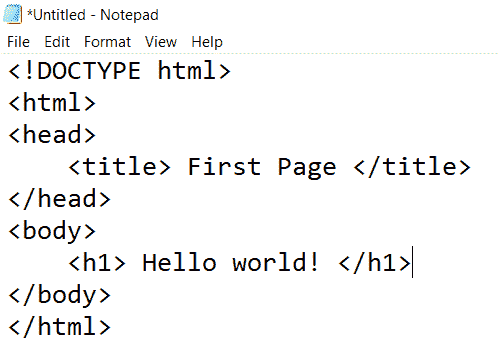 *Untitled - Notepad
File Edit Format View Help
<!DOCTYPE html>
<html>
<head>
    <title> First Page </title>
</head>
<body>
    <h1> Hello world! </h1>
</body>
</html>